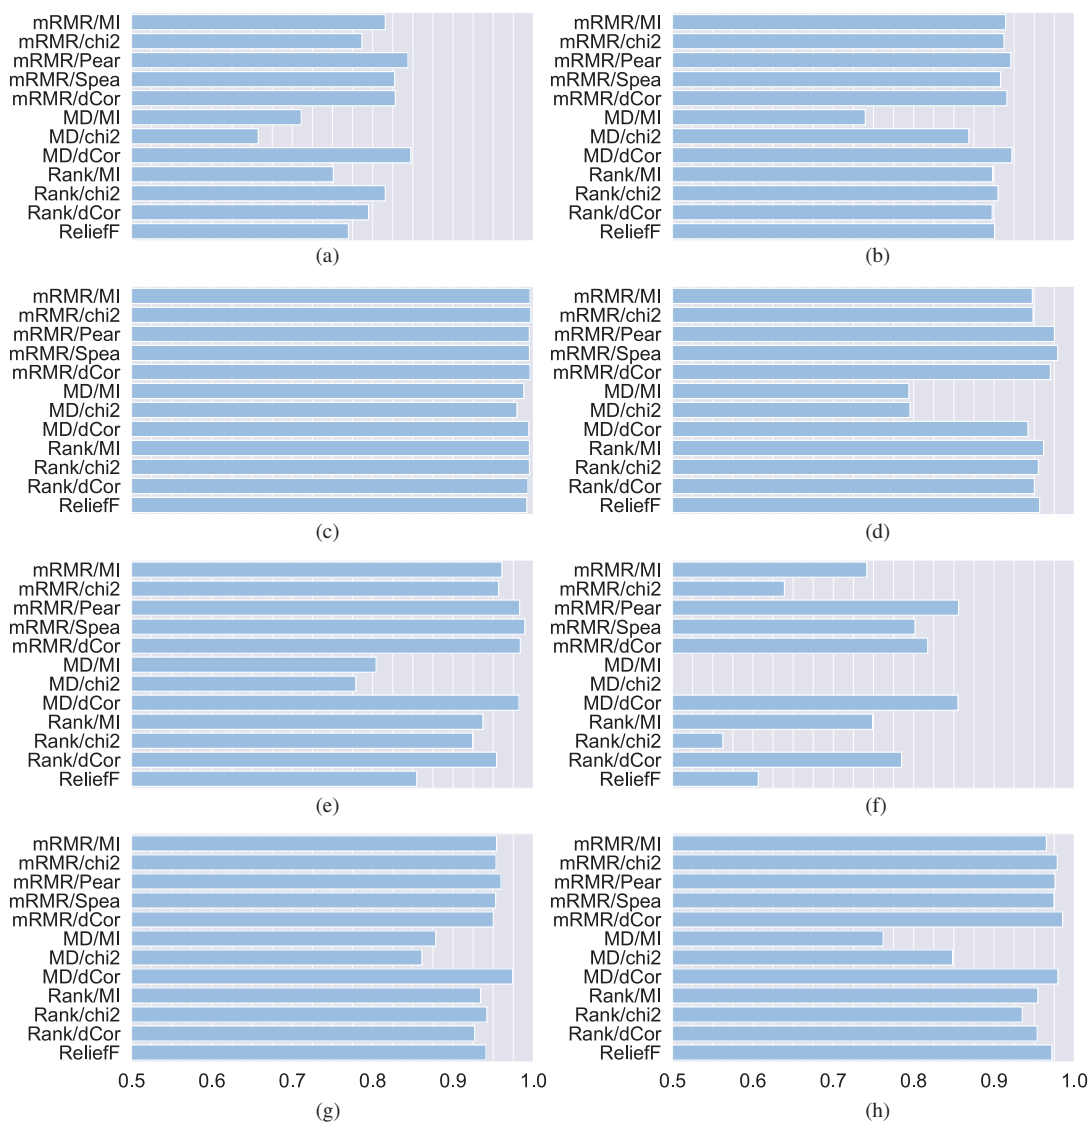 mRMR/MI
mRMR/chi2
mRMR/Pear
mRMR/Spea
mRMR/dCor
MD/MI
MD/chi2
MD/dCor
Rank/MI
Rank/chi2
Rank/dCor
ReliefF
(a)
mRMR/MI
mRMR/chi2
mRMR/Pear
mRMR/Spea
mRMR/dCor
MD/MI
MD/chi2
MD/dCor
Rank/MI
Rank/chi2
Rank/dCor
ReliefF
(b)
mRMR/MI
mRMR/chi2
mRMR/Pear
mRMR/Spea
mRMR/dCor
MD/MI
MD/chi2
MD/dCor
Rank/MI
Rank/chi2
Rank/dCor
ReliefF
(c)
mRMR/MI
mRMR/chi2
mRMR/Pear
mRMR/Spea
mRMR/dCor
MD/MI
MD/chi2
MD/dCor
Rank/MI
Rank/chi2
Rank/dCor
ReliefF
(d)
mRMR/MI
mRMR/chi2
mRMR/Pear
mRMR/Spea
mRMR/dCor
MD/MI
MD/chi2
MD/dCor
Rank/MI
Rank/chi2
Rank/dCor
ReliefF
(e)
mRMR/MI
mRMR/chi2
mRMR/Pear
mRMR/Spea
mRMR/dCor
MD/MI
MD/chi2
MD/dCor
Rank/MI
Rank/chi2
Rank/dCor
ReliefF
(f)
mRMR/MI
mRMR/chi2
mRMR/Pear
mRMR/Spea
mRMR/dCor
MD/MI
MD/chi2
MD/dCor
Rank/MI
Rank/chi2
Rank/dCor
ReliefF
0.5 0.6 0.7 0.8 0.9 1.0
(g)
mRMR/MI
mRMR/chi2
mRMR/Pear
mRMR/Spea
mRMR/dCor
MD/MI
MD/chi2
MD/dCor
Rank/MI
Rank/chi2
Rank/dCor
ReliefF
0.5 0.6 0.7 0.8 0.9 1.0
(h)